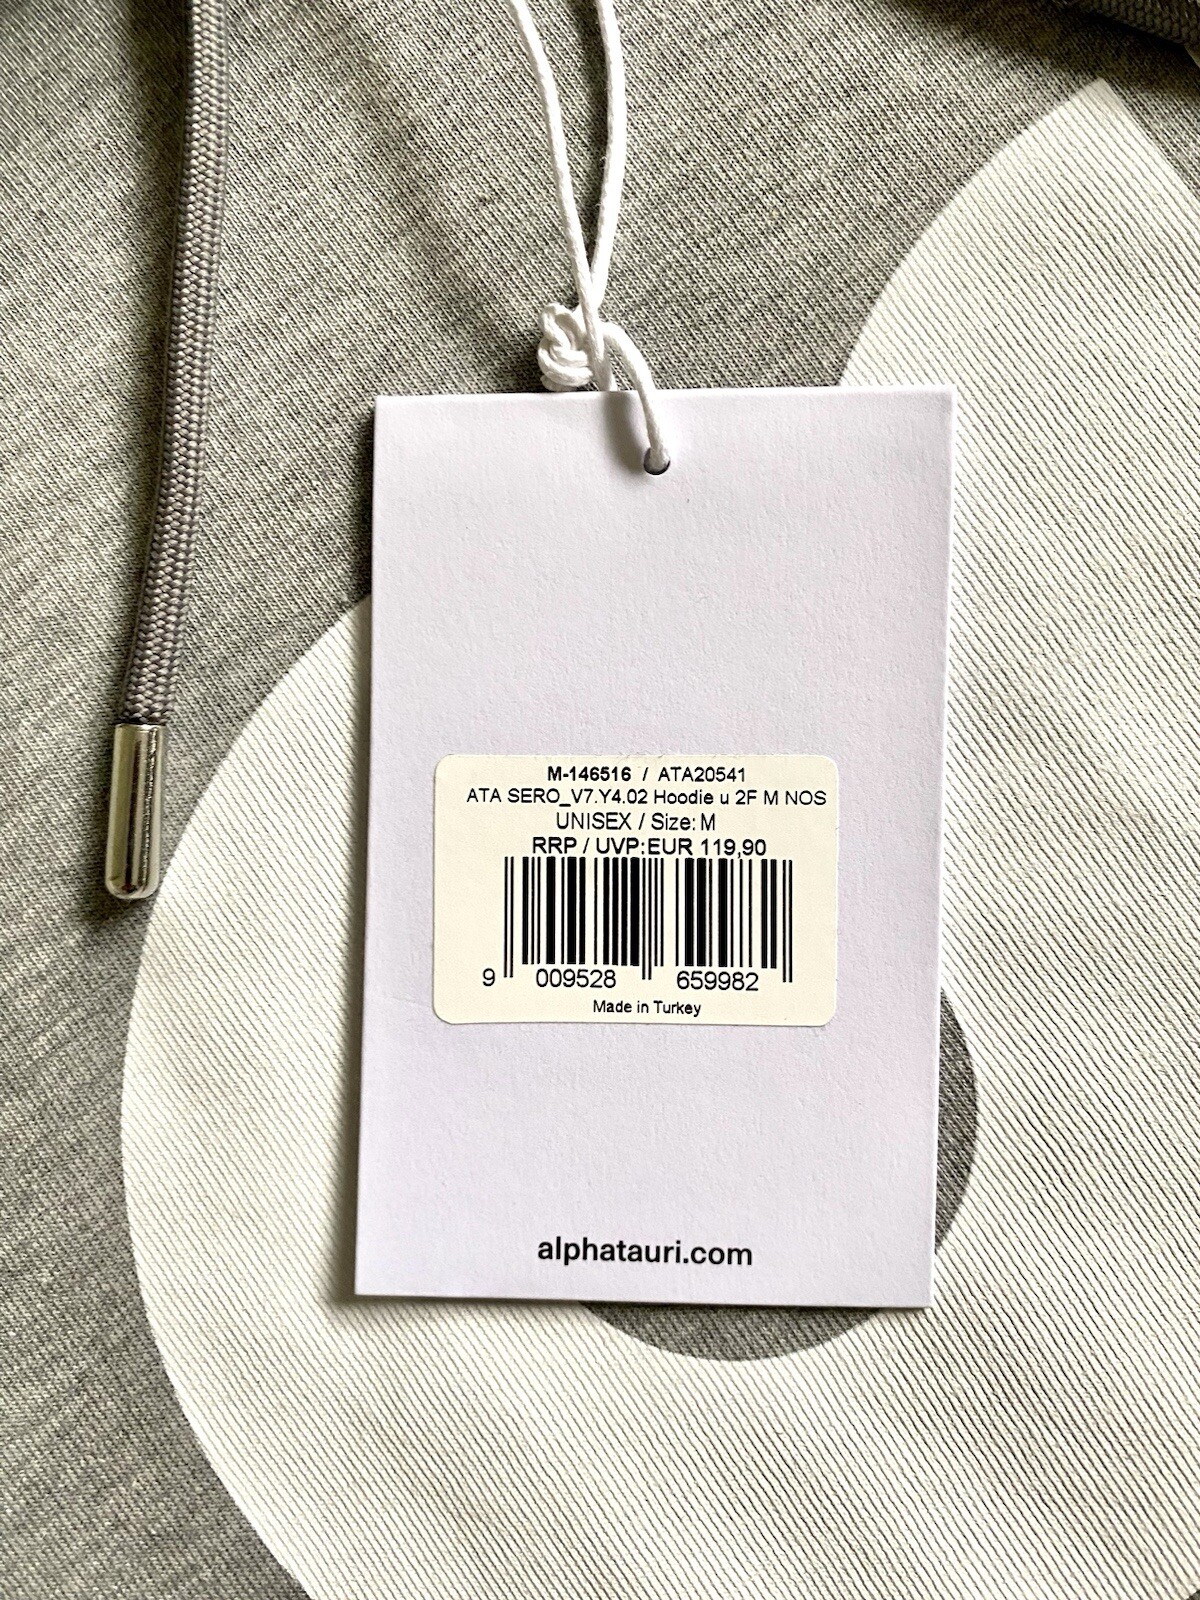 M-146516 / ATA20541
ATA SERO_V7.Y4.02 Hoodie u 2F M NOS
UNISEX / Size: M
RRP / UVP:EUR 119,90
9 009528 659982
Made in Turkey
alphatauri.com